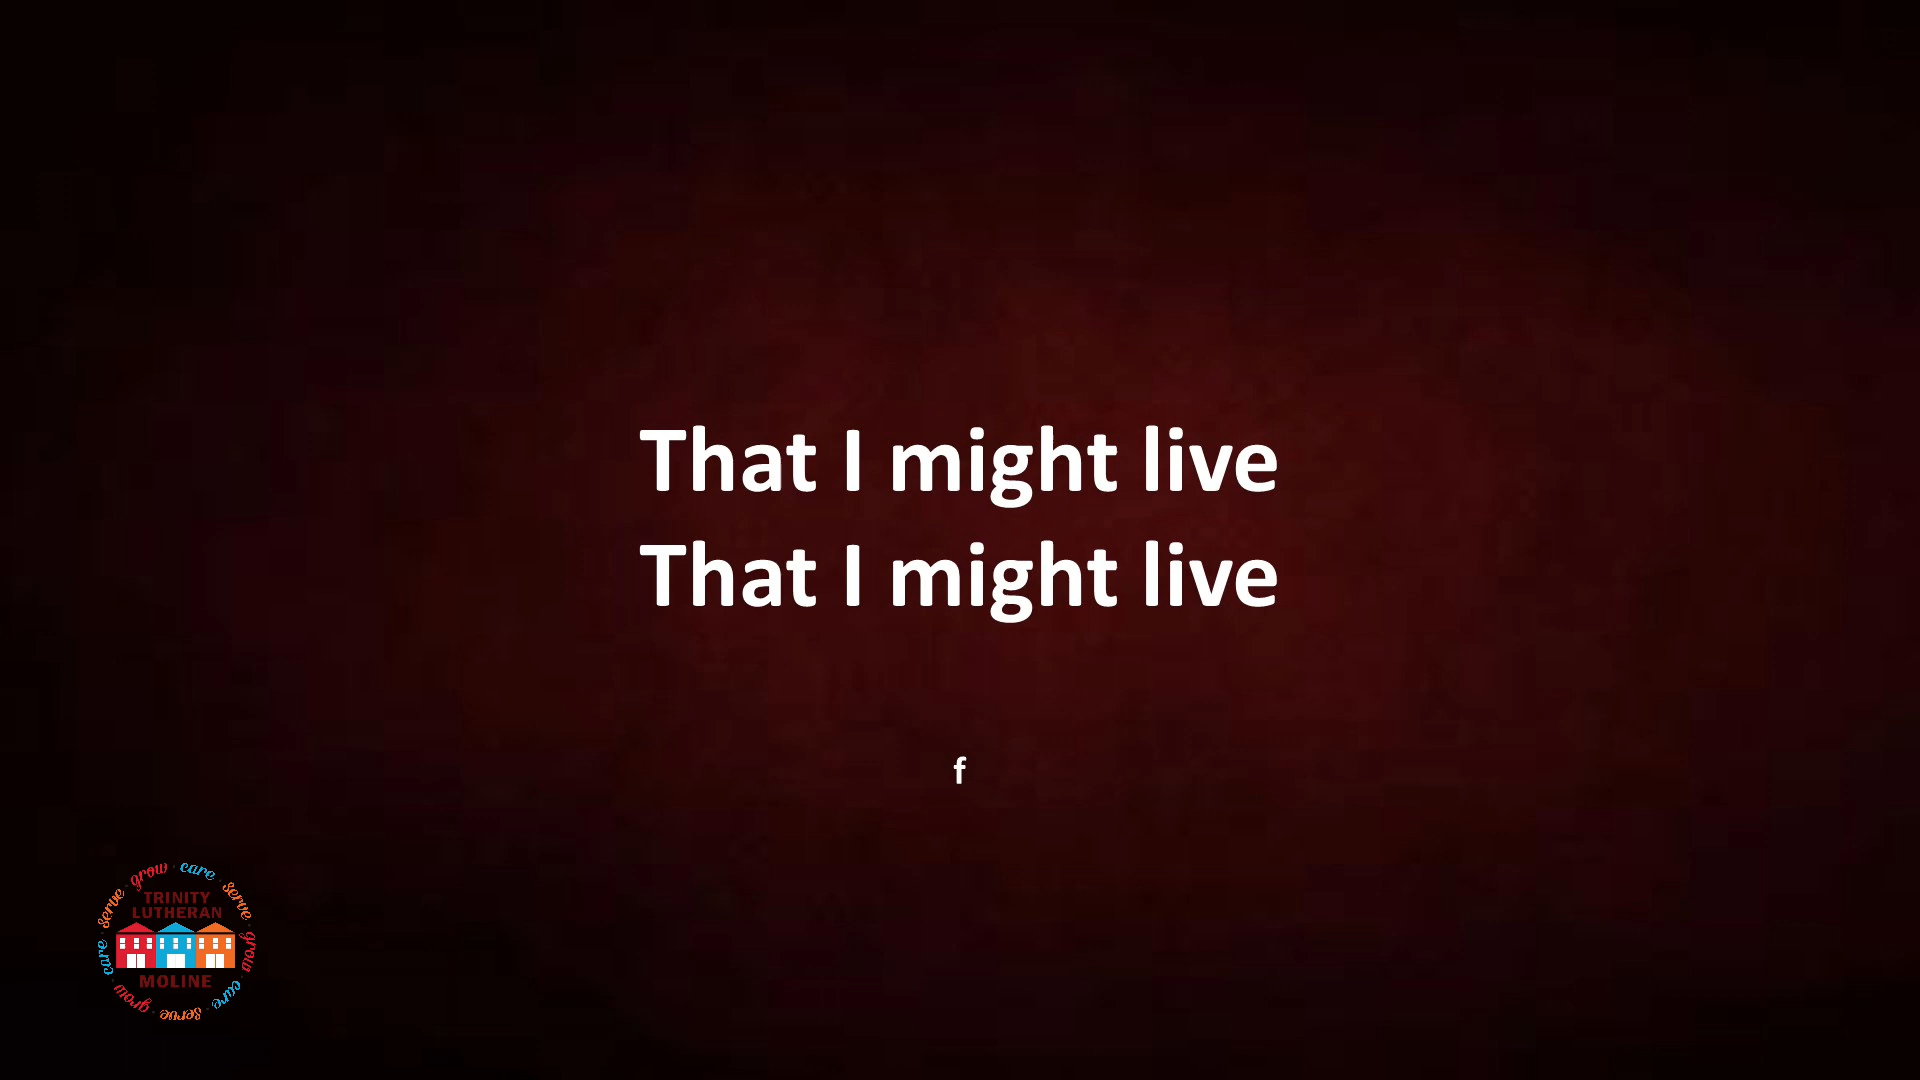 That I might live
That I might live
f
grow · care · serve · grow · care · serve · grow · care · serve
TRINITY
LUTHERAN
MOLINE